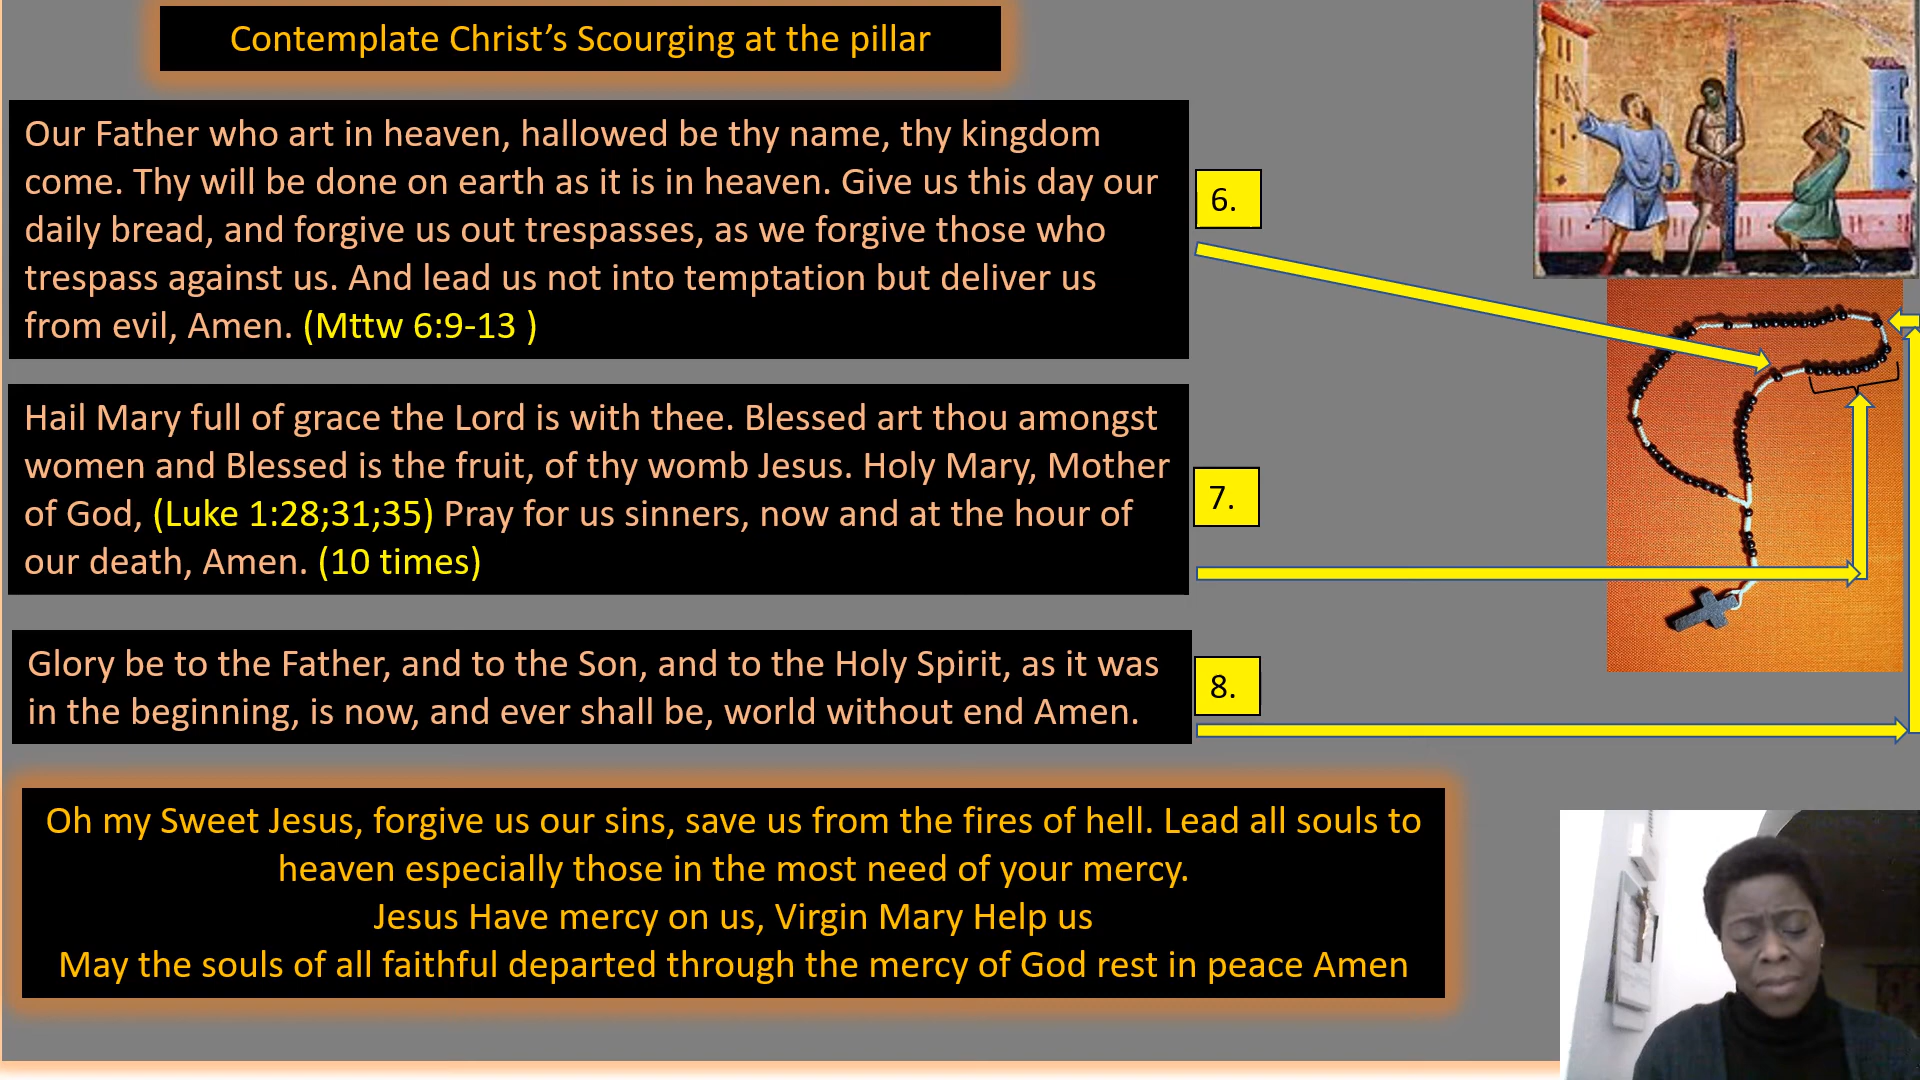 Contemplate Christ’s Scourging at the pillar
Our Father who art in heaven, hallowed be thy name, thy kingdom
come. Thy will be done on earth as it is in heaven. Give us this day our
daily bread, and forgive us out trespasses, as we forgive those who
trespass against us. And lead us not into temptation but deliver us
from evil, Amen. (Mttw 6:9-13 )
6.
Hail Mary full of grace the Lord is with thee. Blessed art thou amongst
women and Blessed is the fruit, of thy womb Jesus. Holy Mary, Mother
of God, (Luke 1:28;31;35) Pray for us sinners, now and at the hour of
our death, Amen. (10 times)
7.
Glory be to the Father, and to the Son, and to the Holy Spirit, as it was
in the beginning, is now, and ever shall be, world without end Amen.
8.
Oh my Sweet Jesus, forgive us our sins, save us from the fires of hell. Lead all souls to
heaven especially those in the most need of your mercy.
Jesus Have mercy on us, Virgin Mary Help us
May the souls of all faithful departed through the mercy of God rest in peace Amen